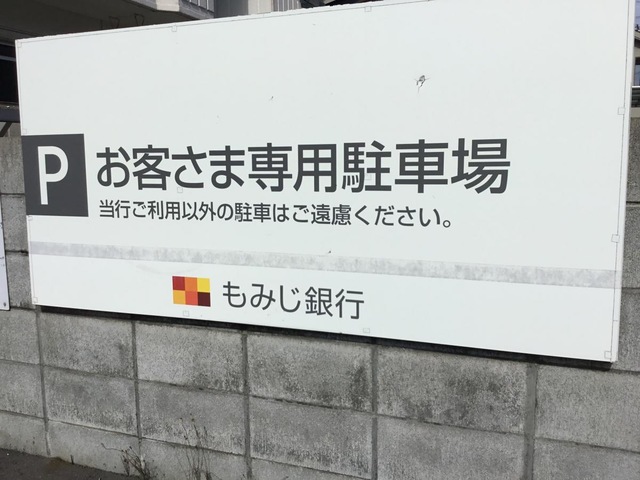 P お客さま専用駐車場
当行ご利用以外の駐車はご遠慮ください。
もみじ銀行